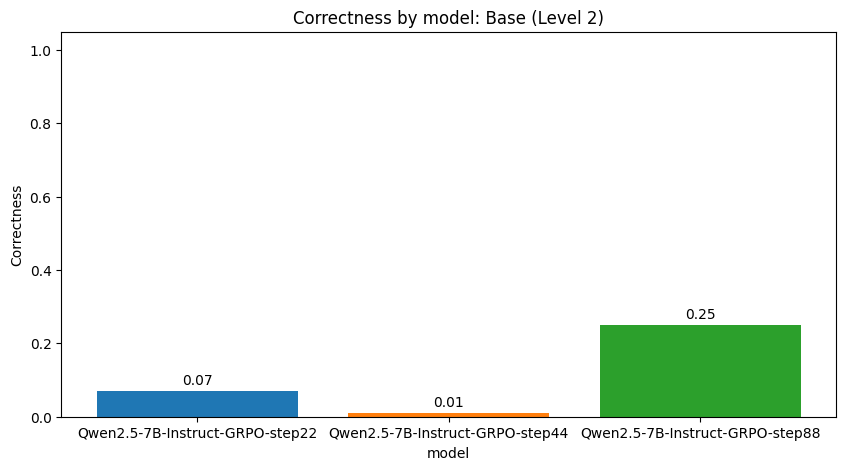 Correctness by model: Base (Level 2)
Correctness
1.0
0.8
0.6
0.4
0.2
0.0
0.07
0.01
0.25
Qwen2.5-7B-Instruct-GRPO-step22
Qwen2.5-7B-Instruct-GRPO-step44
Qwen2.5-7B-Instruct-GRPO-step88
model